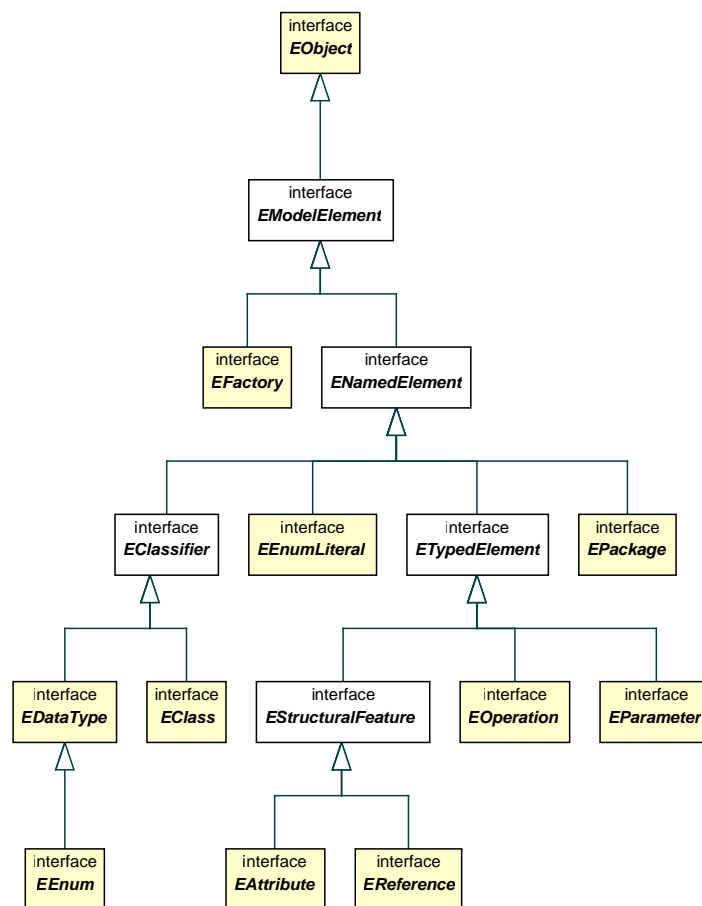 interface
EObject
interface
EModelElement
interface
EFactory
interface
ENamedElement
interface
EClassifier
interface
EEnumLiteral
interface
ETypedElement
interface
EPackage
interface
EDataType
interface
EClass
interface
EStructuralFeature
interface
EOperation
interface
EParameter
interface
EEnum
interface
EAttribute
interface
EReference